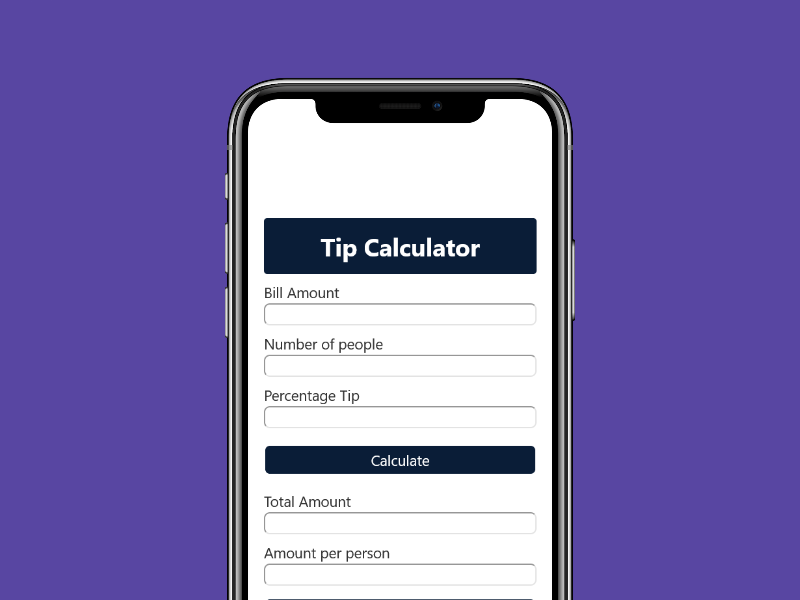 Tip Calculator
Bill Amount
Number of people
Percentage Tip
Calculate
Total Amount
Amount per person